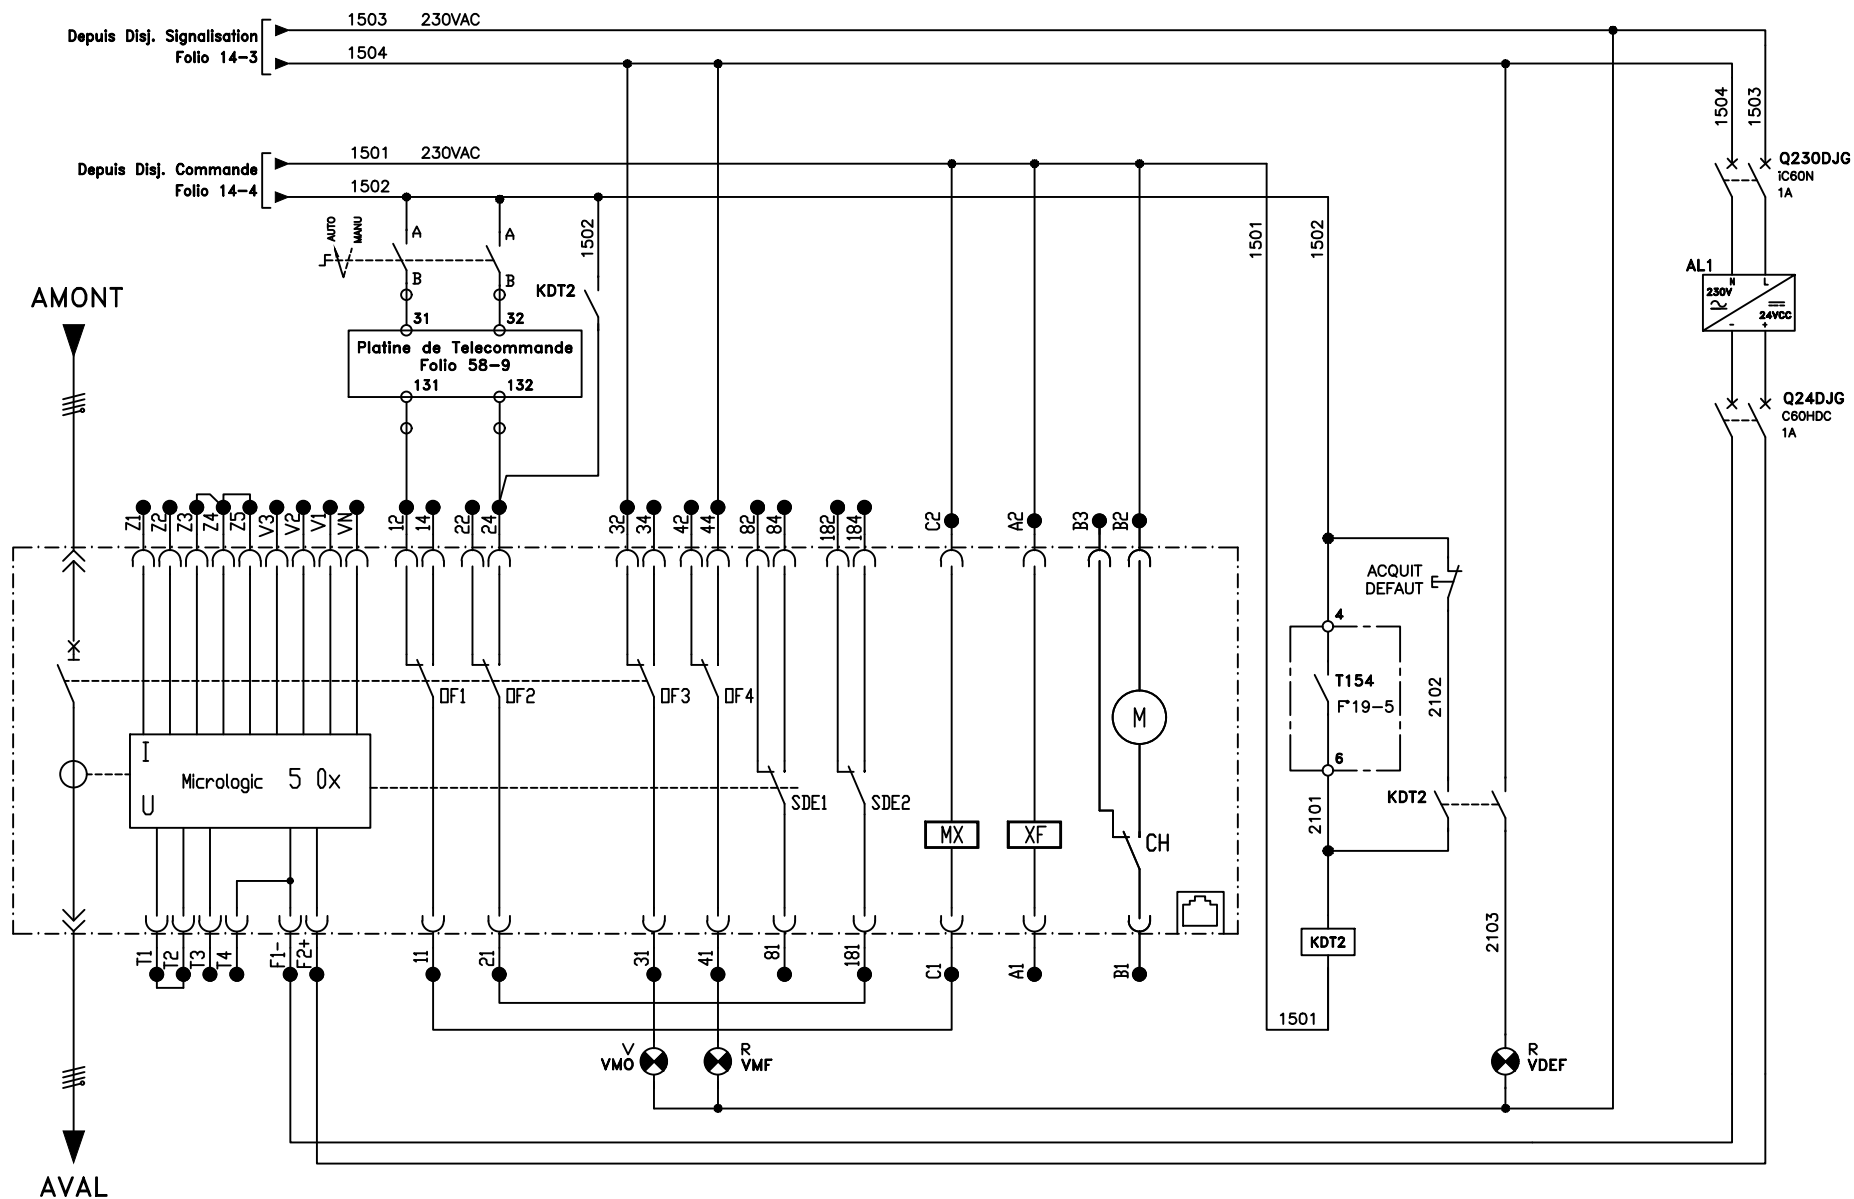 1503 230VAC
Depuis Disj. Signalisation
Folio 14-3
1504
1504
1503
1501 230VAC
Depuis Disj. Commande
Folio 14-4
1502
Q230DJG
iC60N
1A
AUTO
MANU
A
A
B
B
1502
KDT2
1501
1502
AMONT
AL1
N L
230V
24VCC
- +
31 32
Platine de Telecommande
Folio 58-9
131 132
Q24DJG
C60HDC
1A
Z1 Z2 Z3 Z4 Z5 V3 V2 V1 VN 12 14 22 24 32 34 42 44 82 84 182 184 C2 A2 B3 B2
ACQUIT
DEFAUT
4
T154
F°19-5
6
2102
2101
KDT2
OF1 OF2 OF3 OF4
M
I
Micrologic 5 0x
U
SDE1 SDE2
MX XF CH
KDT2
2103
T1 T2 T3 T4 F1- F2+ 11 21 31 41 81 181 C1 A1 B1
1501
V
VMO
R
VMF
R
VDEF
AVAL